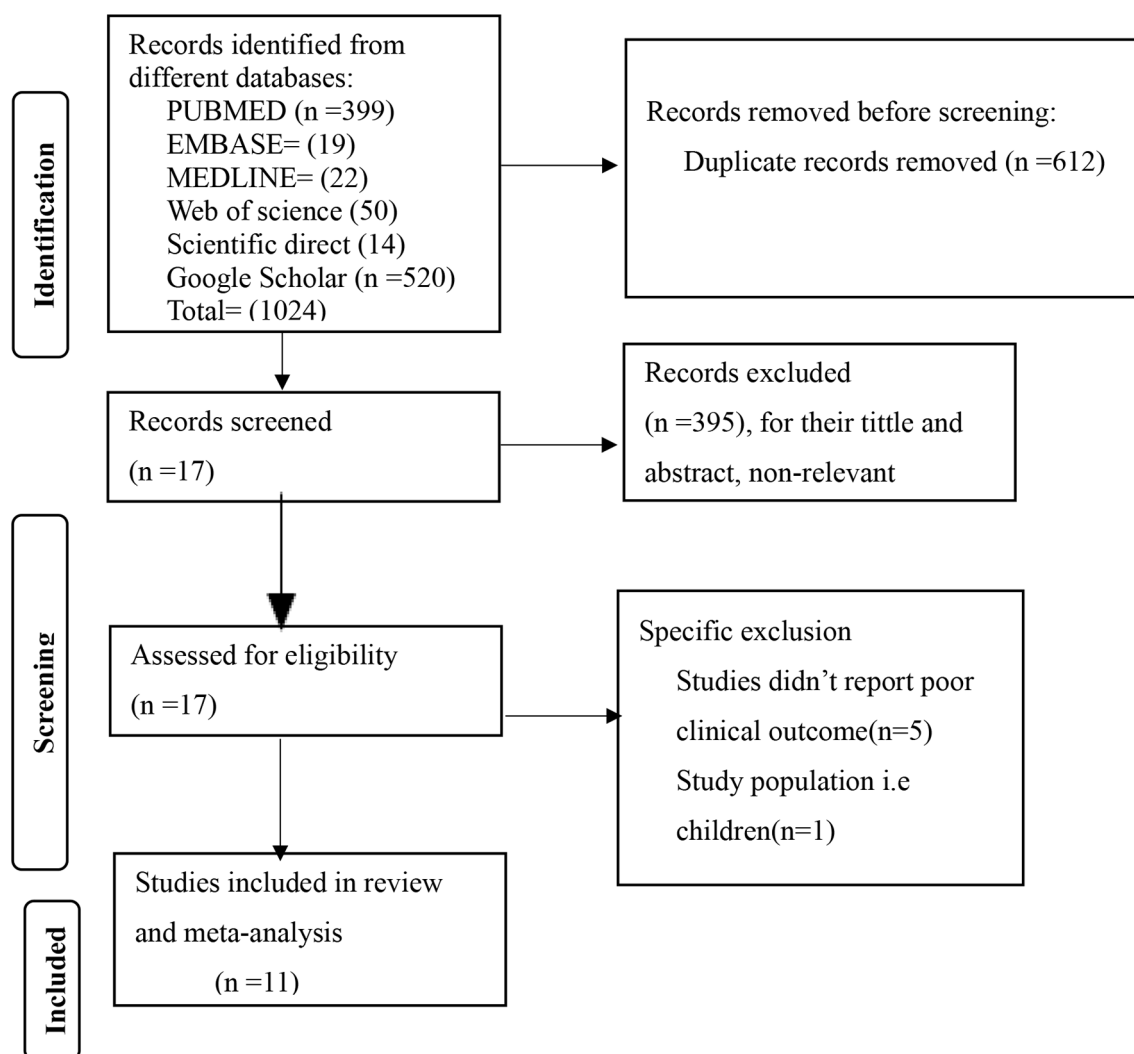 Identification
Records identified from
different databases:
PUBMED (n =399)
EMBASE= (19)
MEDLINE= (22)
Web of science (50)
Scientific direct (14)
Google Scholar (n =520)
Total= (1024)
Records removed before screening:
Duplicate records removed (n =612)
Records screened
(n =17)
Records excluded
(n =395), for their tittle and
abstract, non-relevant
Screening
Assessed for eligibility
(n =17)
Specific exclusion
Studies didn’t report poor
clinical outcome(n=5)
Study population i.e
children(n=1)
Included
Studies included in review
and meta-analysis
(n =11)